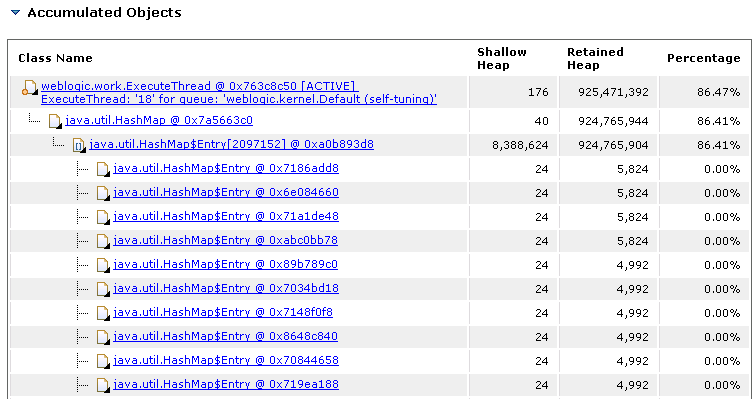 Accumulated Objects
Class Name Shallow Heap Retained Heap Percentage
weblogic.work.ExecuteThread @ 0x763c8c50 [ACTIVE]
ExecuteThread: '18' for queue: 'weblogic.kernel.Default (self-tuning)' 176 925,471,392 86.47%
java.util.HashMap @ 0x7a5663c0 40 924,765,944 86.41%
java.util.HashMap$Entry[2097152] @ 0xa0b893d8 8,388,624 924,765,904 86.41%
java.util.HashMap$Entry @ 0x7186add8 24 5,824 0.00%
java.util.HashMap$Entry @ 0x6e084660 24 5,824 0.00%
java.util.HashMap$Entry @ 0x71a1de48 24 5,824 0.00%
java.util.HashMap$Entry @ 0xabc0bb78 24 5,824 0.00%
java.util.HashMap$Entry @ 0x89b789c0 24 4,992 0.00%
java.util.HashMap$Entry @ 0x7034bd18 24 4,992 0.00%
java.util.HashMap$Entry @ 0x7148f0f8 24 4,992 0.00%
java.util.HashMap$Entry @ 0x8648c840 24 4,992 0.00%
java.util.HashMap$Entry @ 0x70844658 24 4,992 0.00%
java.util.HashMap$Entry @ 0x719ea188 24 4,992 0.00%